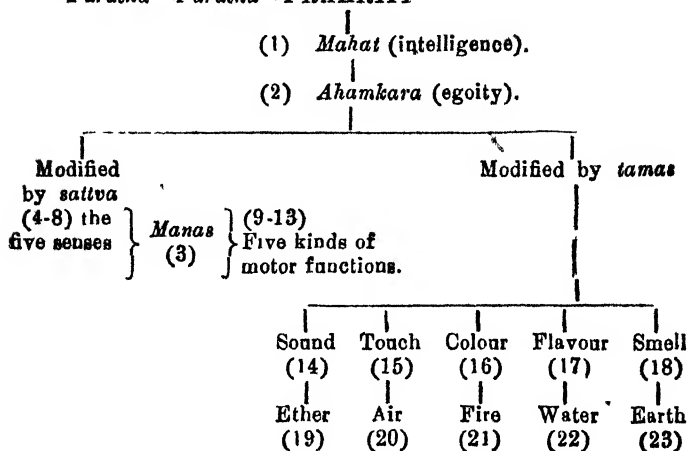 Purusha Purusha PRAKRITI
(1) Mahat (intelligence).
(2) Ahamkara (egoity).
Modified by sattva
Modified by tamas
(4-8) the five senses } Manas (3) } (9-13) Five kinds of motor functions.
Sound Touch Colour Flavour Smell
(14) (15) (16) (17) (18)
Ether Air Fire Water Earth
(19) (20) (21) (22) (23)